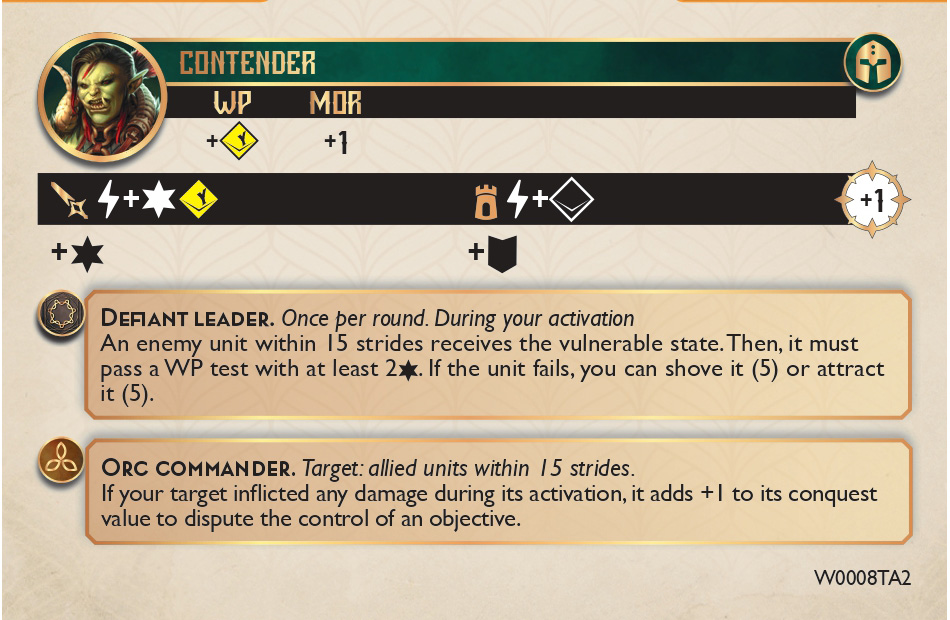 CONTENDER
WP MOR
+ +1
+ + +1
+ +
DEFIANT LEADER. Once per round. During your activation
An enemy unit within 15 strides receives the vulnerable state. Then, it must
pass a WP test with at least 2. If the unit fails, you can shove it (5) or attract
it (5).
ORC COMMANDER. Target: allied units within 15 strides.
If your target inflicted any damage during its activation, it adds +1 to its conquest
value to dispute the control of an objective.
W0008TA2